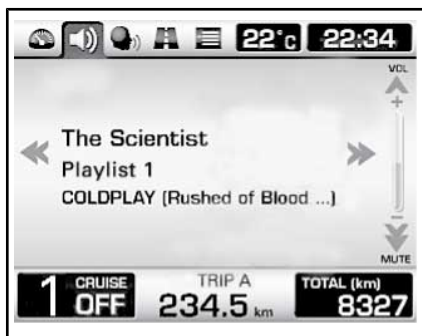 22°C 22:34
VOL
+
The Scientist
Playlist 1
COLDPLAY (Rushed of Blood ...)
-
MUTE
1 CRUISE OFF
TRIP A
234.5 km
TOTAL (km)
8327